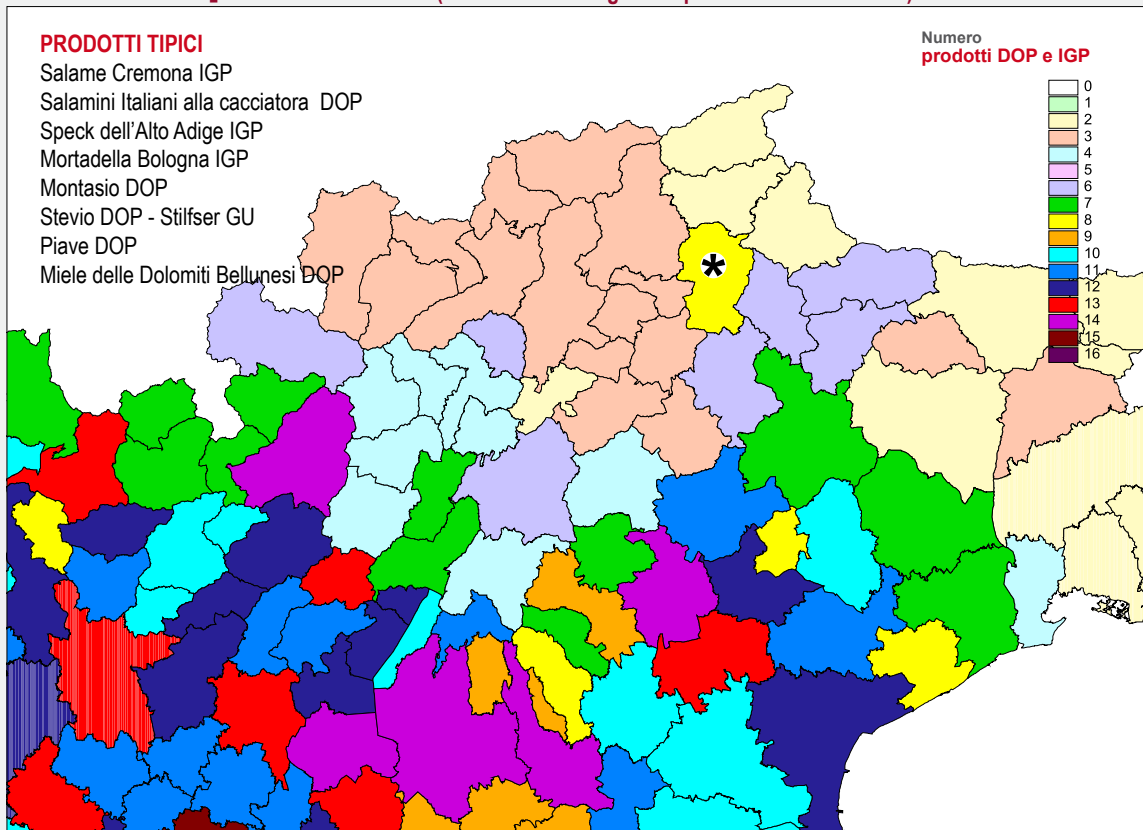 PRODOTTI TIPICI
Salame Cremona IGP
Salamini Italiani alla cacciatora DOP
Speck dell'Alto Adige IGP
Mortadella Bologna IGP
Montasio DOP
Stevio DOP - Stilfser GU
Piave DOP
Miele delle Dolomiti Bellunesi DOP
Numero
prodotti DOP e IGP
0
1
2
3
4
5
6
7
8
9
10
11
12
13
14
15
16
*